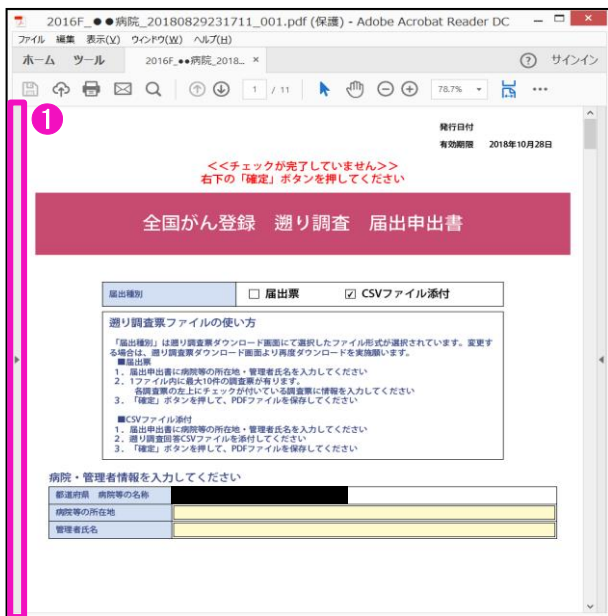 2016F_●●病院_20180829231711_001.pdf (保護) - Adobe Acrobat Reader DC
ファイル 編集 表示(V) ウィンドウ(W) ヘルプ(H)
ホーム ツール 2016F_●●病院_2018... × ? サインイン
1 / 11 78.7%
1
発行日付
有効期限 2018年10月28日
<<チェックが完了していません>>
右下の「確定」ボタンを押してください
全国がん登録 遡り調査 届出申出書
届出種別 届出票 CSVファイル添付
遡り調査票ファイルの使い方
「届出種別」は遡り調査票ダウンロード画面にて選択したファイル形式が選択されています。変更す
る場合は、遡り調査票ダウンロード画面より再度ダウンロードを実施願います。
■届出票
1. 届出申出書に病院等の所在地・管理者氏名を入力してください
2. 1ファイル内に最大10件の調査票が有ります。
各調査票の左上にチェックが付いている調査票に情報を入力してください
3. 「確定」ボタンを押して、PDFファイルを保存してください
■CSVファイル添付
1. 届出申出書に病院等の所在地・管理者氏名を入力してください
2. 遡り調査回答CSVファイルを添付してください
3. 「確定」ボタンを押して、PDFファイルを保存してください
病院・管理者情報を入力してください
都道府県 病院等の名称
病院等の所在地
管理者氏名